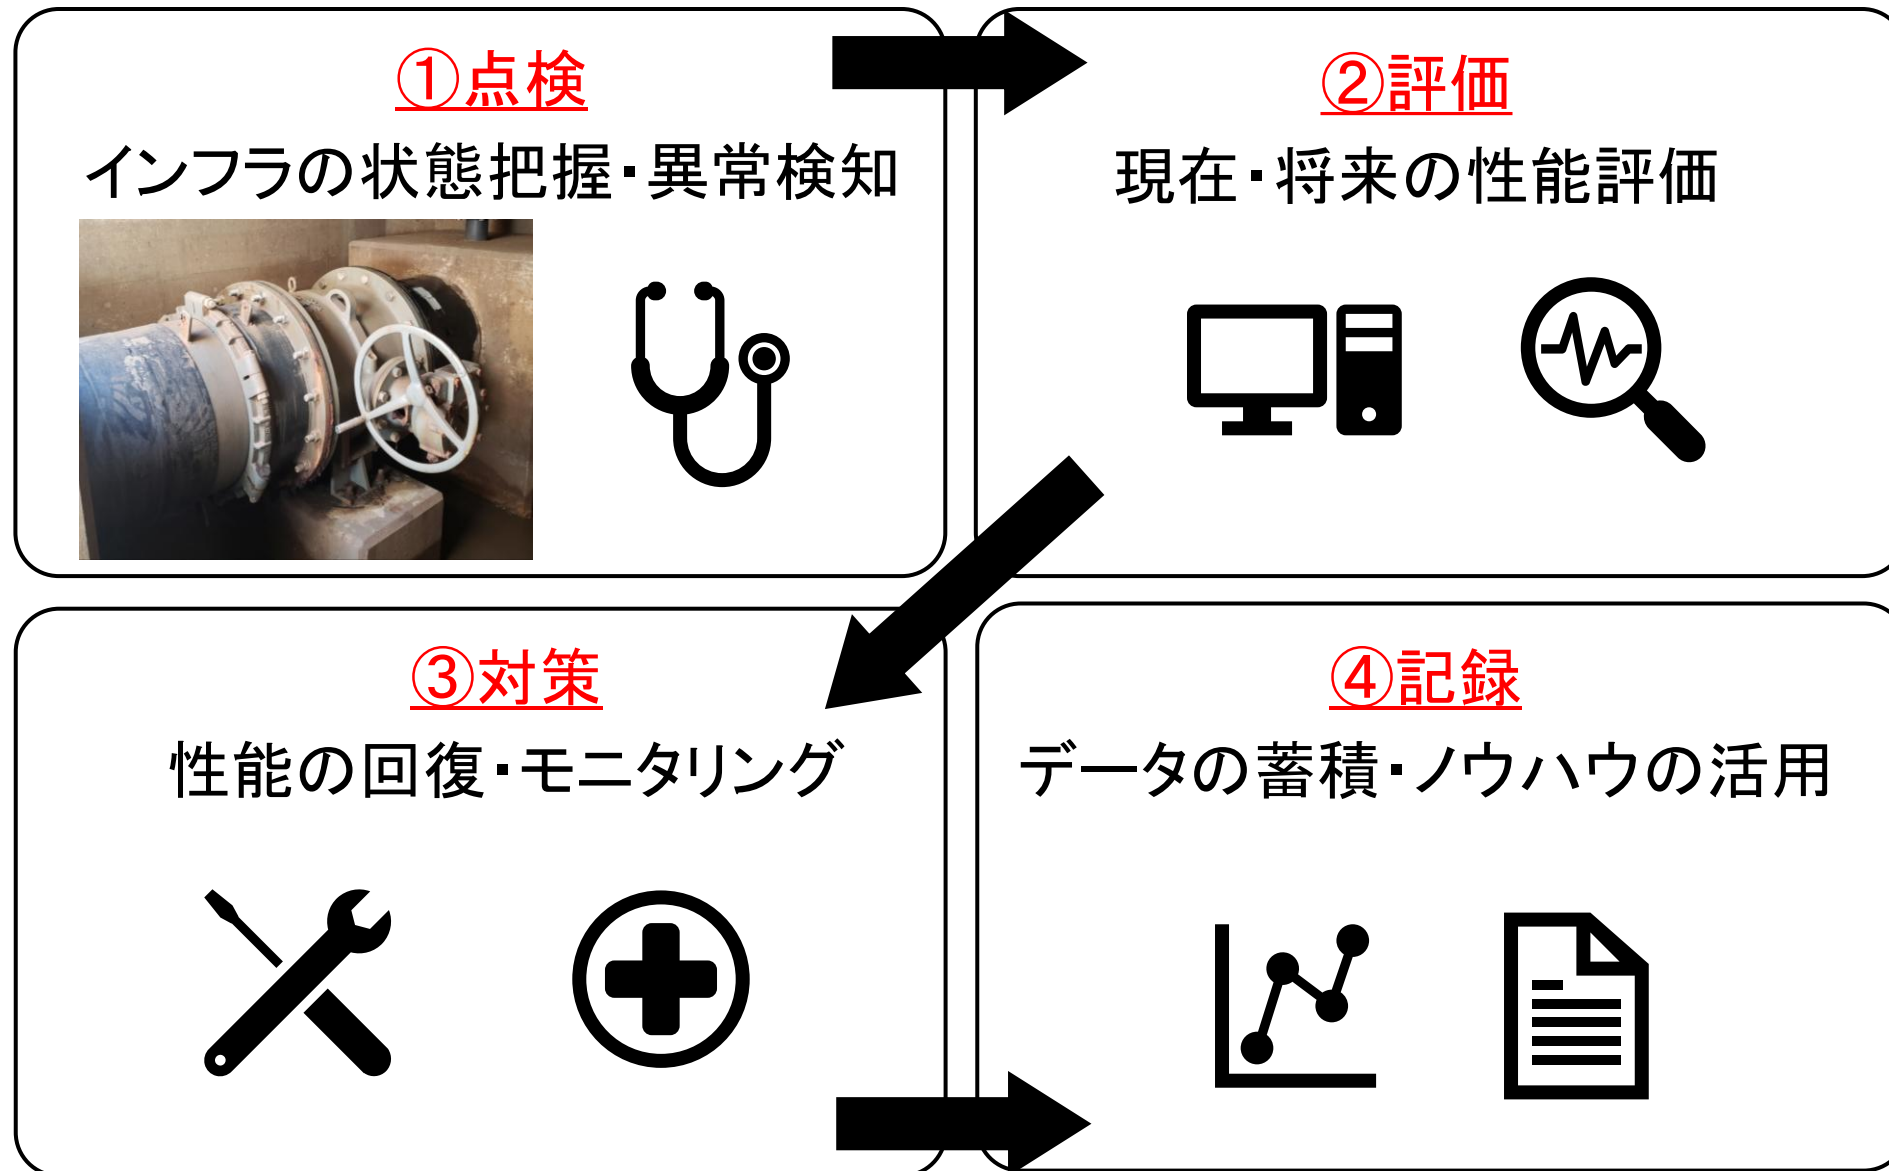 ①点検
インフラの状態把握・異常検知
②評価
現在・将来の性能評価
③対策
性能の回復・モニタリング
④記録
データの蓄積・ノウハウの活用